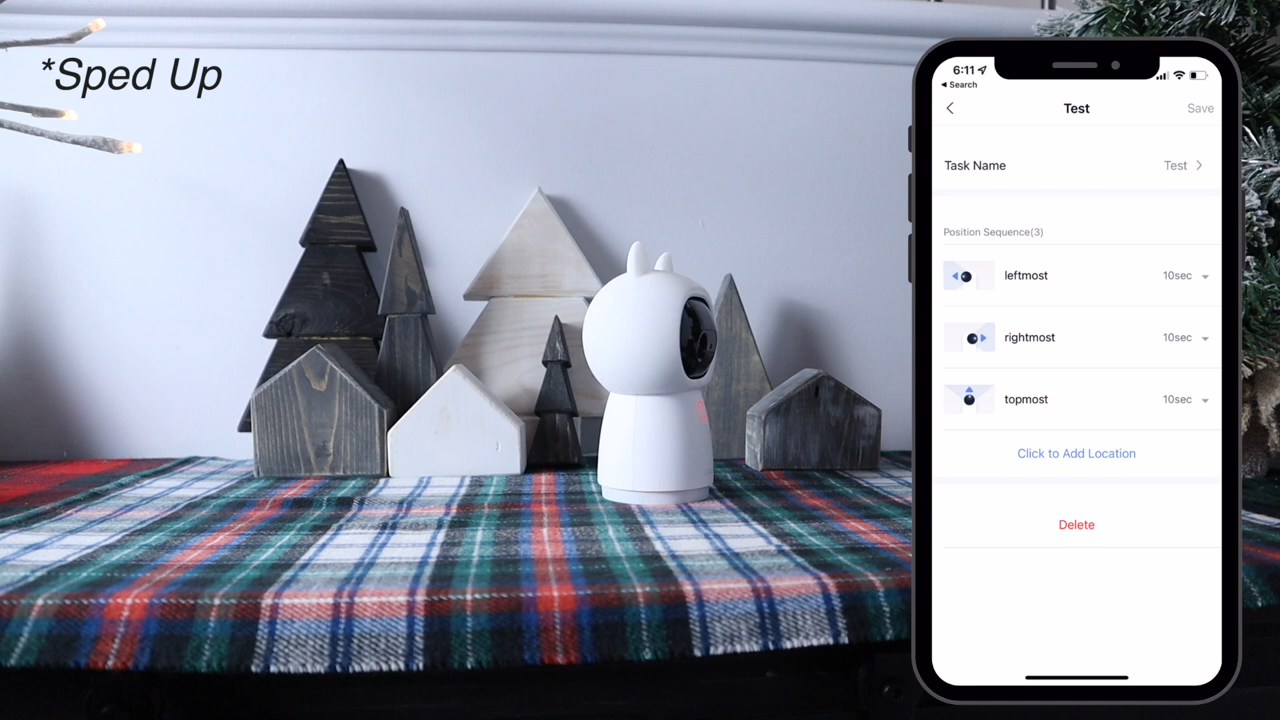 *Sped Up
6:11
Search
Test
Save
Task Name
Test
Position Sequence(3)
leftmost
10sec
rightmost
10sec
topmost
10sec
Click to Add Location
Delete